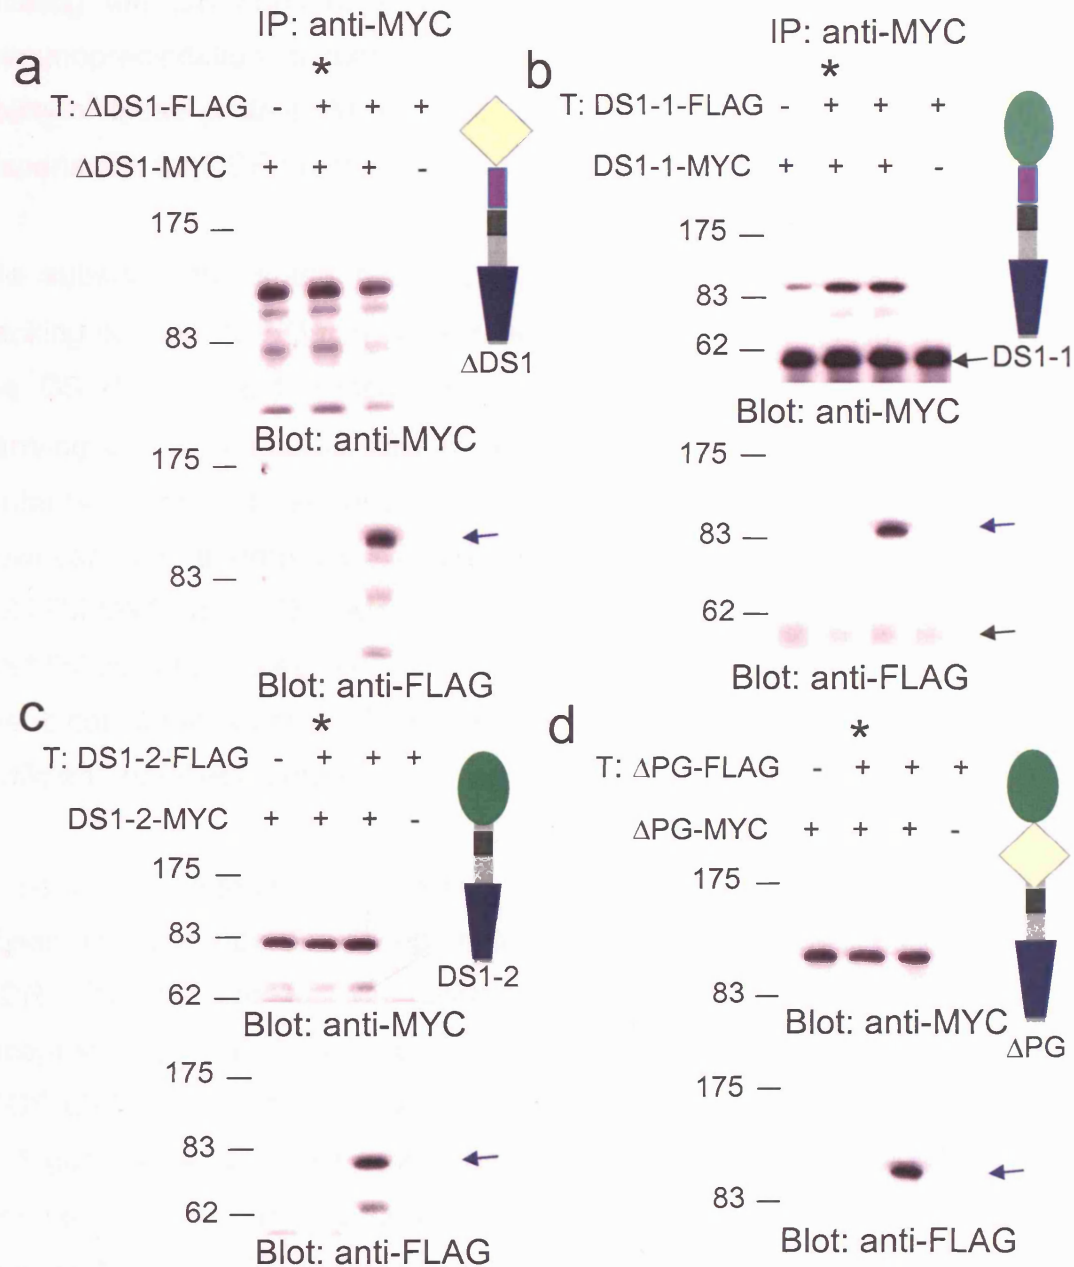 a
IP: anti-MYC
*
T: ΔDS1-FLAG - + + +
ΔDS1-MYC + + + -
175 —
83 —
ΔDS1
Blot: anti-MYC
175 —
83 —
Blot: anti-FLAG
b
IP: anti-MYC
*
T: DS1-1-FLAG - + + +
DS1-1-MYC + + + -
175 —
83 —
62 —
DS1-1
Blot: anti-MYC
175 —
83 —
62 —
Blot: anti-FLAG
c
*
T: DS1-2-FLAG - + + +
DS1-2-MYC + + + -
175 —
83 —
DS1-2
62 —
Blot: anti-MYC
175 —
83 —
62 —
Blot: anti-FLAG
d
*
T: ΔPG-FLAG - + + +
ΔPG-MYC + + + -
175 —
83 —
Blot: anti-MYC
ΔPG
175 —
83 —
Blot: anti-FLAG